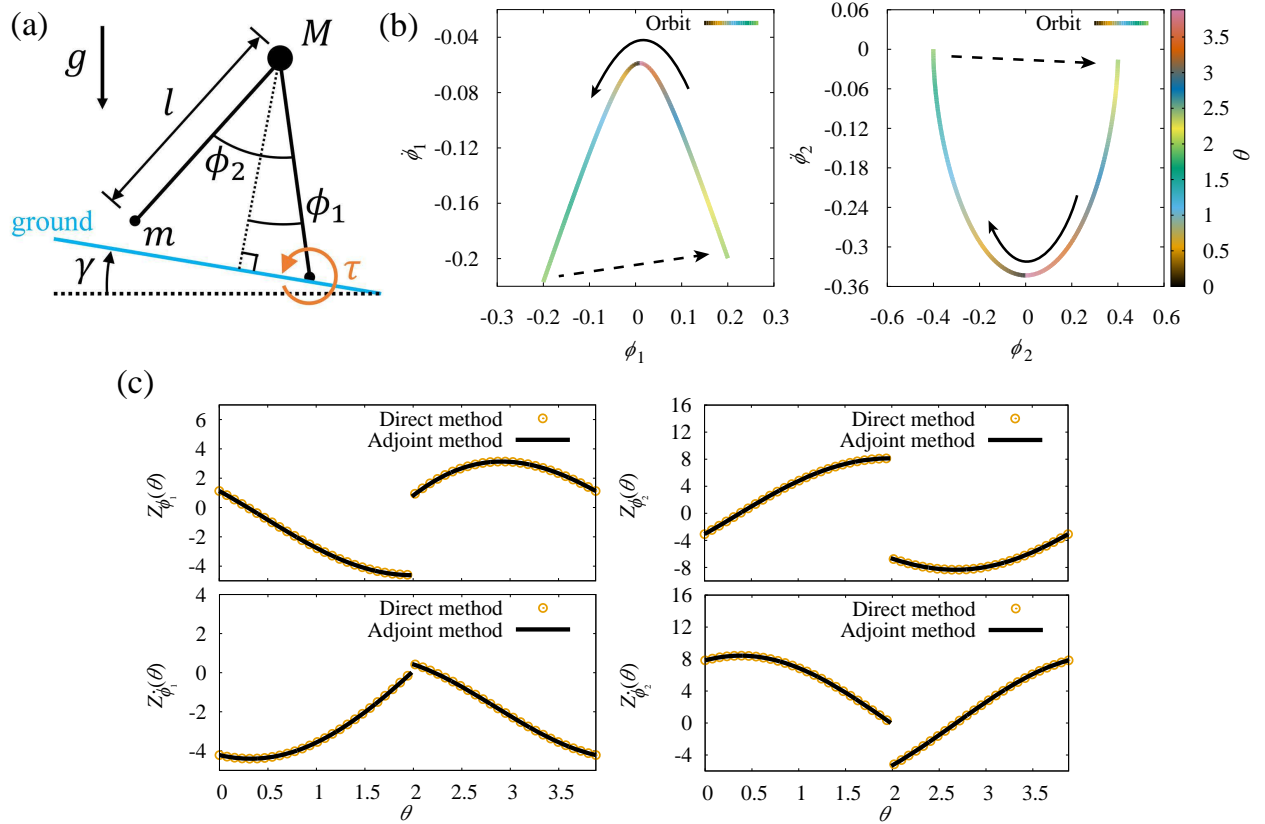 (a)
M
g
l
ϕ₂
ϕ₁
m
ground
γ
τ
(b)
Orbit
-0.04
-0.08
-0.12
-0.16
-0.2
ϕ̇₁
-0.3 -0.2 -0.1 0 0.1 0.2 0.3
ϕ₁
Orbit
0.06
0
-0.06
-0.12
-0.18
-0.24
-0.3
-0.36
ϕ̇₂
-0.6 -0.4 -0.2 0 0.2 0.4 0.6
ϕ₂
3.5
3
2.5
2
1.5
1
0.5
0
θ
(c)
Direct method
Adjoint method
6
4
2
0
-2
-4
Z_ϕ₁(θ)
Direct method
Adjoint method
16
12
8
4
0
-4
-8
Z_ϕ₂(θ)
Direct method
Adjoint method
4
2
0
-2
-4
Z_ϕ̇₁(θ)
0 0.5 1 1.5 2 2.5 3 3.5
θ
Direct method
Adjoint method
16
12
8
4
0
-4
Z_ϕ̇₂(θ)
0 0.5 1 1.5 2 2.5 3 3.5
θ